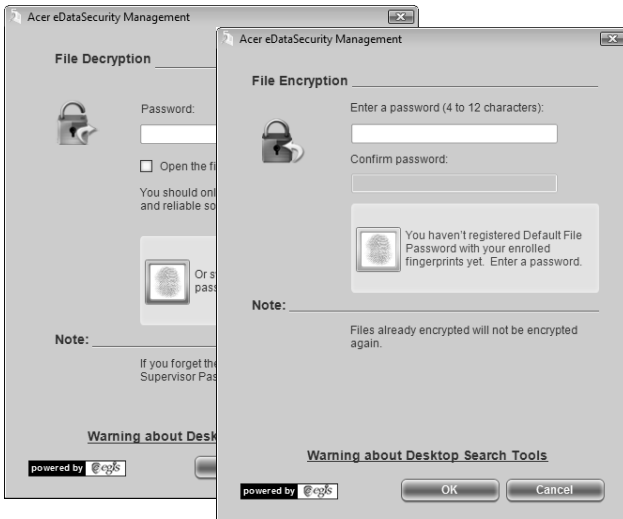 Acer eDataSecurity Management
File Decryption
Password:
Open the fi
You should onl
and reliable so
Or s
pass
Note:
If you forget the
Supervisor Pas
Warning about Desk
powered by egis
Acer eDataSecurity Management
File Encryption
Enter a password (4 to 12 characters):
Confirm password:
You haven't registered Default File
Password with your enrolled
fingerprints yet. Enter a password.
Note:
Files already encrypted will not be encrypted
again.
Warning about Desktop Search Tools
powered by egis
OK
Cancel